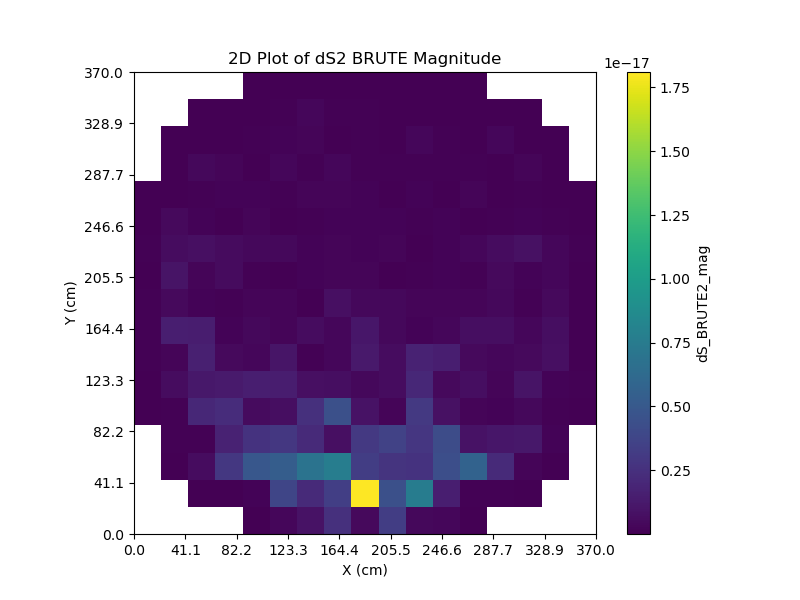 2D Plot of dS2 BRUTE Magnitude
1e−17
370.0
328.9
287.7
246.6
205.5
164.4
123.3
82.2
41.1
0.0
Y (cm)
0.0 41.1 82.2 123.3 164.4 205.5 246.6 287.7 328.9 370.0
X (cm)
1.75
1.50
1.25
1.00
0.75
0.50
0.25
dS_BRUTE2_mag